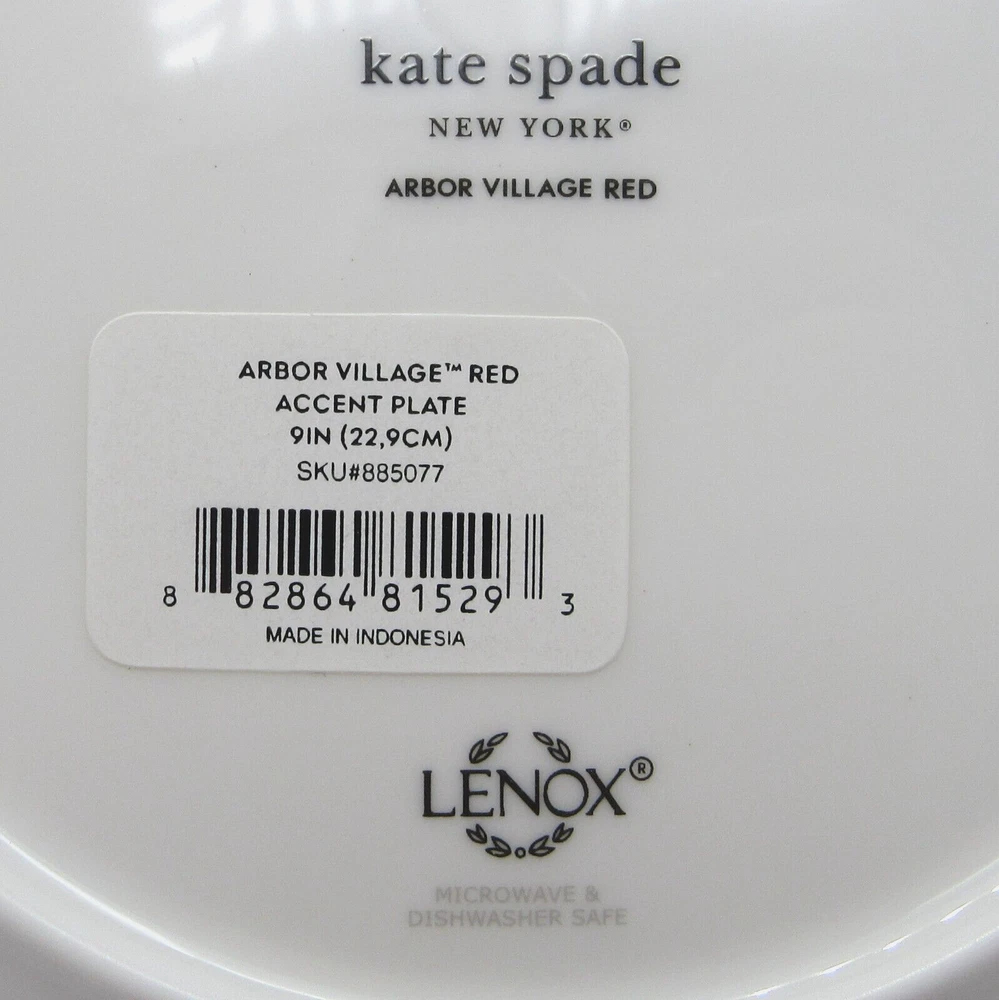 kate spade
NEW YORK®
ARBOR VILLAGE RED
ARBOR VILLAGE™ RED
ACCENT PLATE
9IN (22,9CM)
SKU#885077
8 82864 81529 3
MADE IN INDONESIA
LENOX®
MICROWAVE &
DISHWASHER SAFE